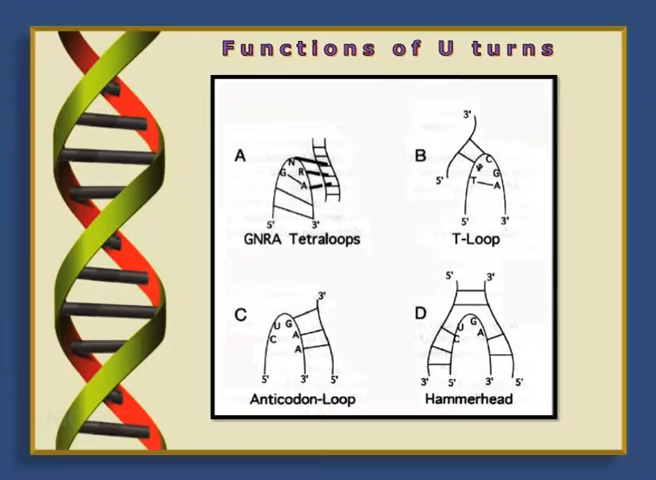 Functions of U turns
A
N
G R
A
5' 3'
GNRA Tetraloops
B
3'
5'
C
Ψ G
T A
5' 3'
T-Loop
C
3'
U G
C A
A
5' 3' 5'
Anticodon-Loop
D
5' 3'
G
U A
C
3' 5' 3' 5'
Hammerhead